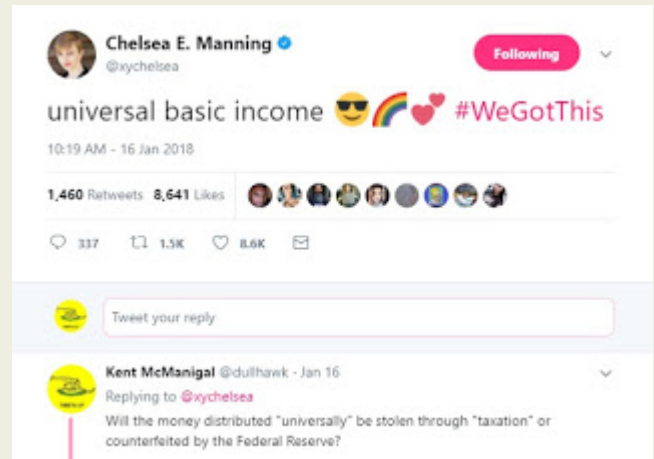 Chelsea E. Manning
@xychelsea
Following
universal basic income 😎🌈💕 #WeGotThis
10:19 AM - 16 Jan 2018
1,460 Retweets 8,641 Likes
337 1.5K 8.6K
Tweet your reply
Kent McManigal @dullhawk - Jan 16
Replying to @xychelsea
Will the money distributed "universally" be stolen through "taxation" or
counterfeited by the Federal Reserve?